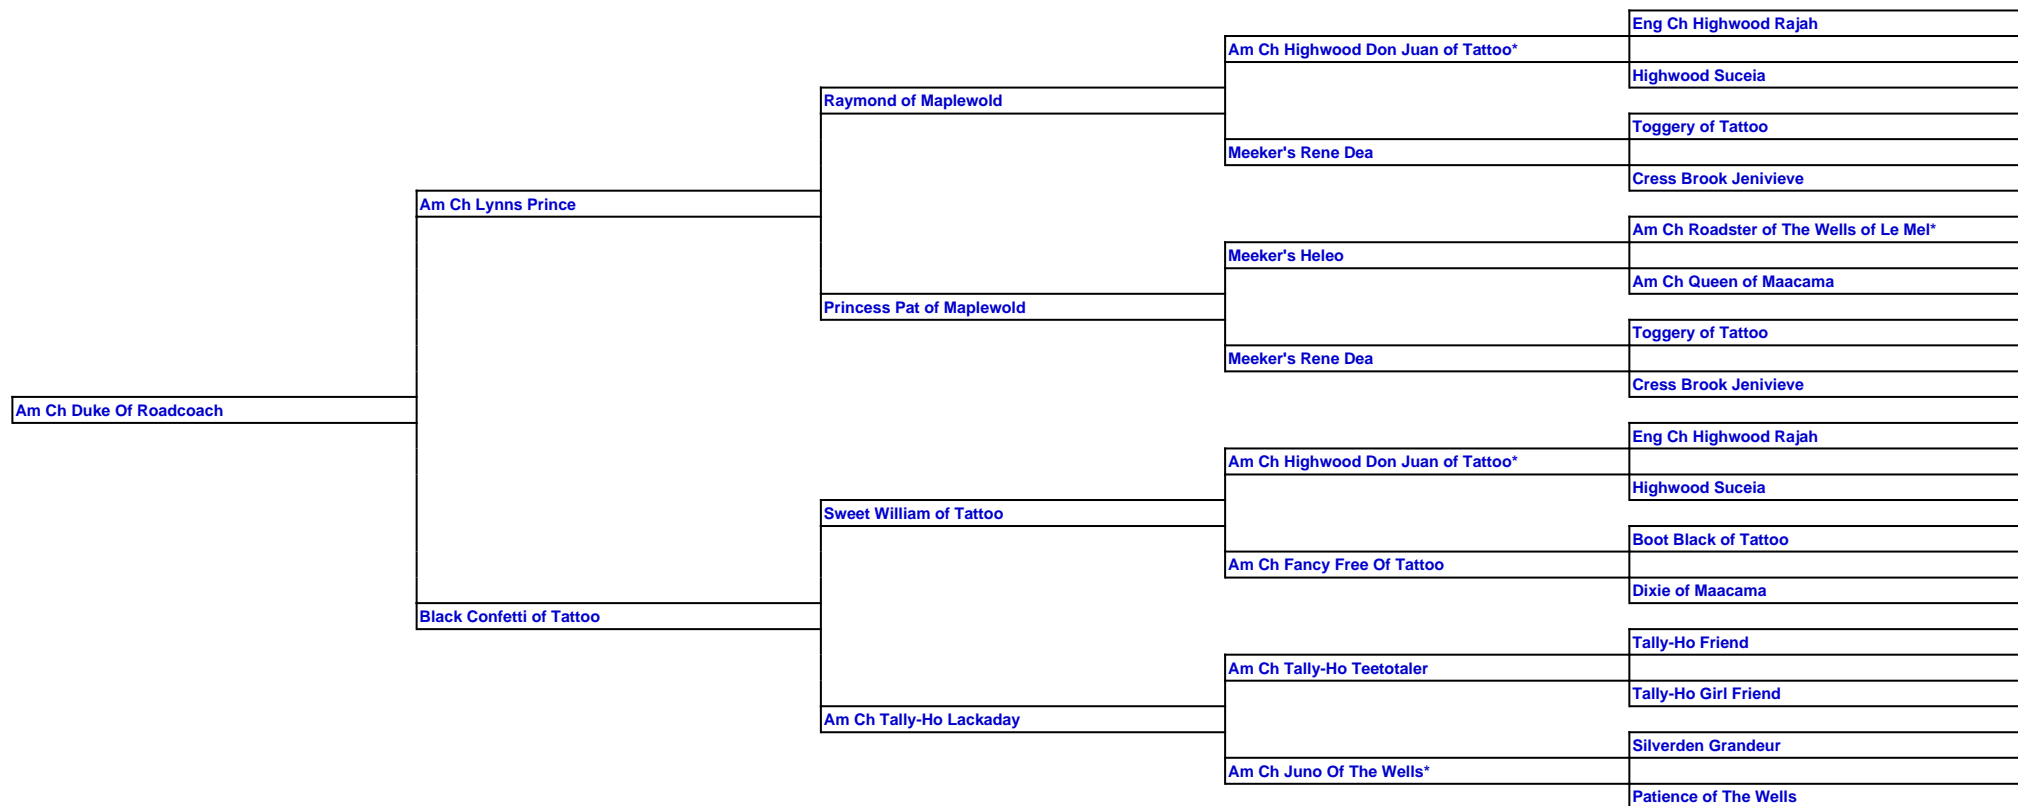 Eng Ch Highwood Rajah
Am Ch Highwood Don Juan of Tattoo*
Highwood Suceia
Raymond of Maplewold
Toggery of Tattoo
Meeker's Rene Dea
Cress Brook Jenivieve
Am Ch Lynns Prince
Am Ch Roadster of The Wells of Le Mel*
Meeker's Heleo
Am Ch Queen of Maacama
Princess Pat of Maplewold
Toggery of Tattoo
Meeker's Rene Dea
Cress Brook Jenivieve
Am Ch Duke Of Roadcoach
Eng Ch Highwood Rajah
Am Ch Highwood Don Juan of Tattoo*
Highwood Suceia
Sweet William of Tattoo
Boot Black of Tattoo
Am Ch Fancy Free Of Tattoo
Dixie of Maacama
Black Confetti of Tattoo
Tally-Ho Friend
Am Ch Tally-Ho Teetotaler
Tally-Ho Girl Friend
Am Ch Tally-Ho Lackaday
Silverden Grandeur
Am Ch Juno Of The Wells*
Patience of The Wells